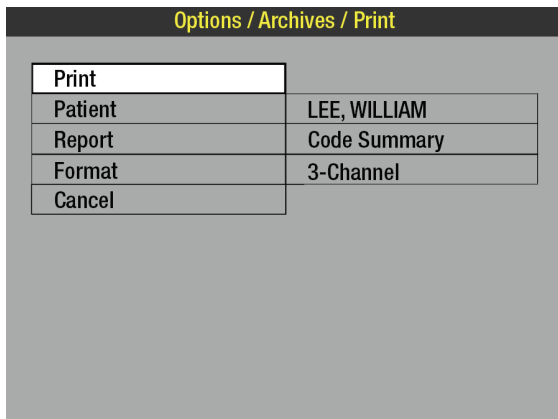 Options / Archives / Print
Print
Patient LEE, WILLIAM
Report Code Summary
Format 3-Channel
Cancel